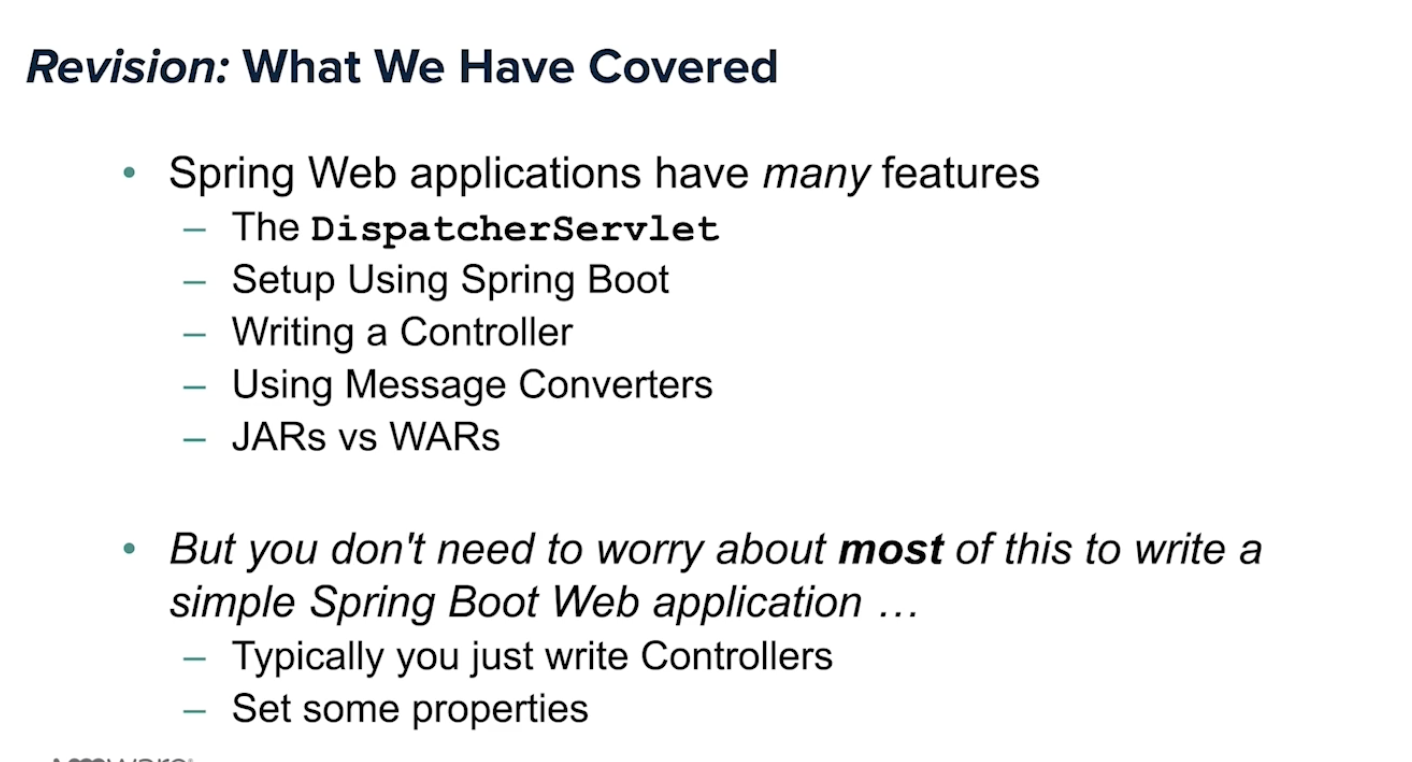 Revision: What We Have Covered
• Spring Web applications have many features
– The DispatcherServlet
– Setup Using Spring Boot
– Writing a Controller
– Using Message Converters
– JARs vs WARs
• But you don't need to worry about most of this to write a
simple Spring Boot Web application …
– Typically you just write Controllers
– Set some properties